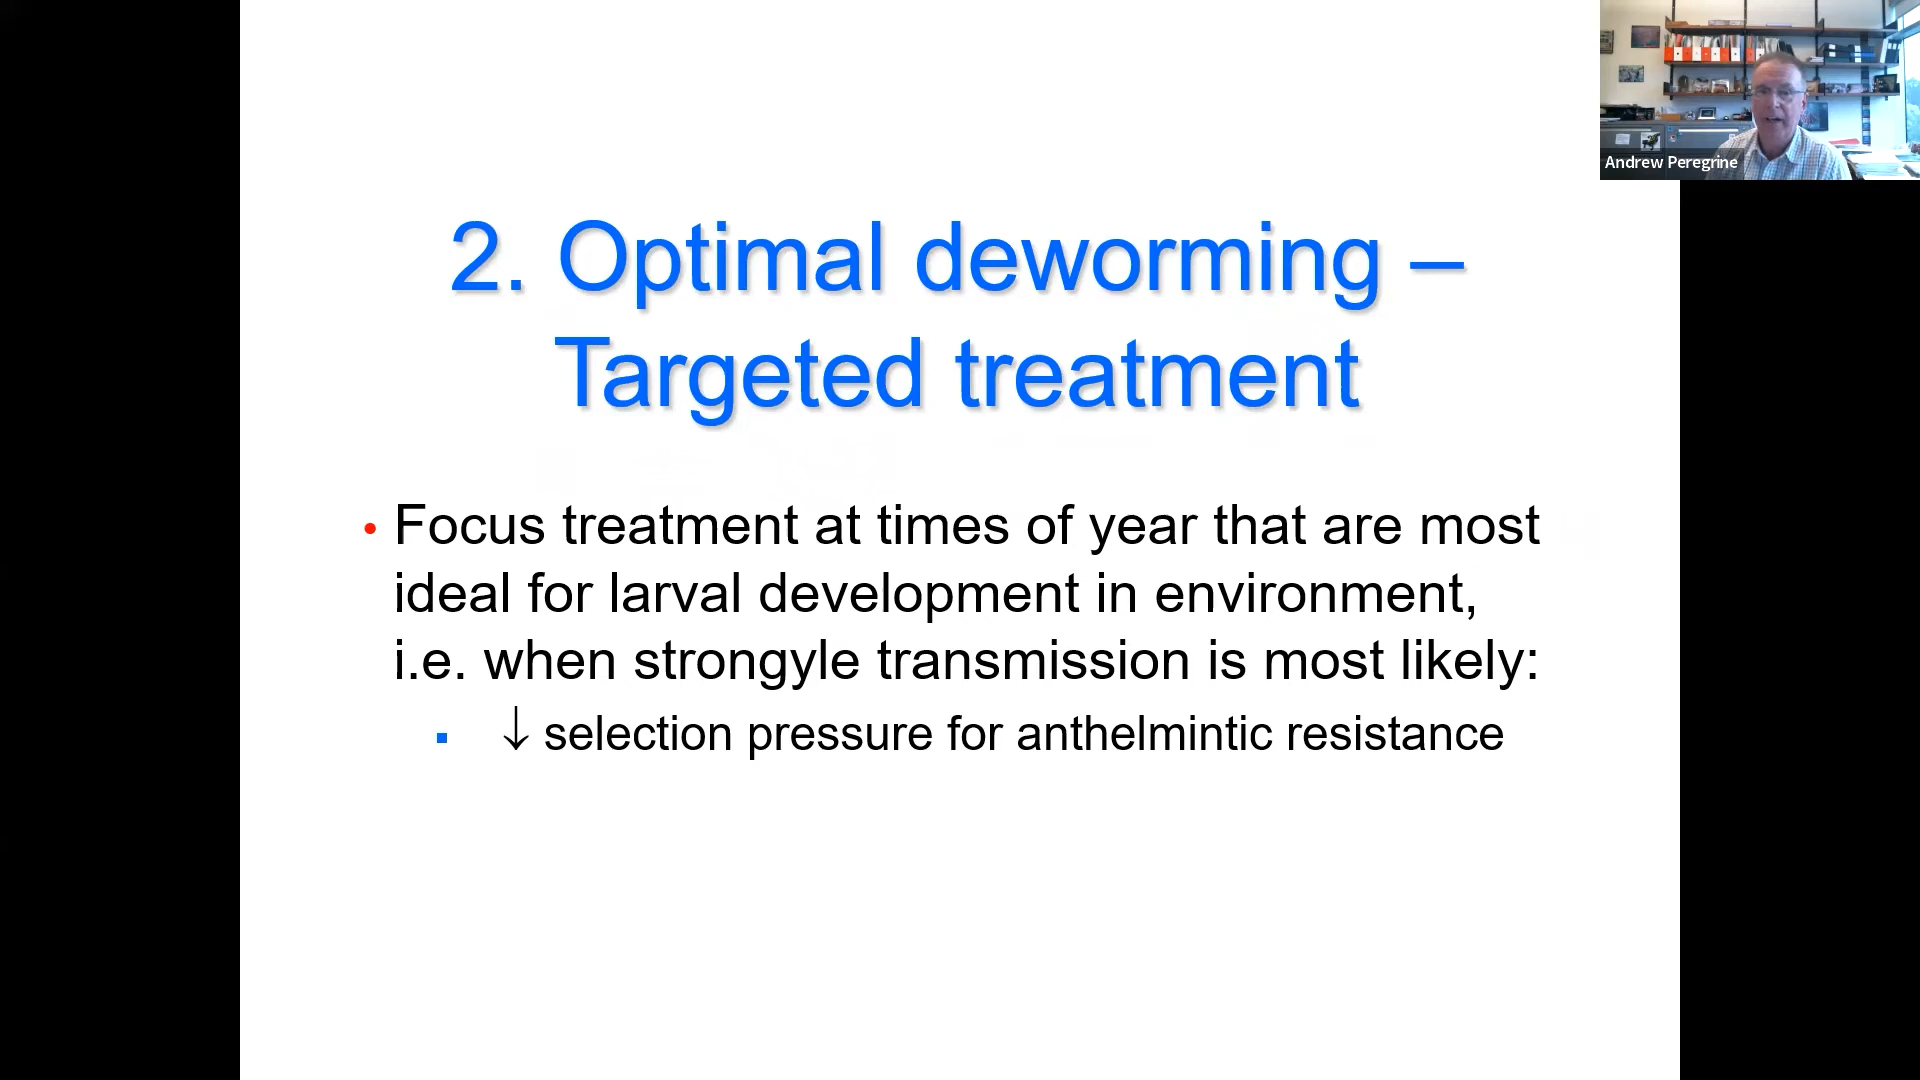 Andrew Peregrine
2. Optimal deworming –
Targeted treatment
• Focus treatment at times of year that are most
ideal for larval development in environment,
i.e. when strongyle transmission is most likely:
▪ ↓ selection pressure for anthelmintic resistance